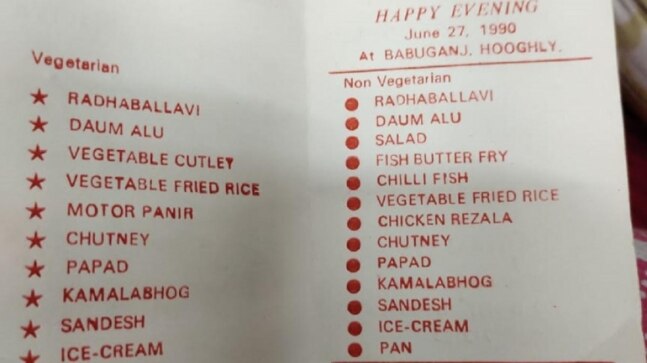 Vegetarian
★ RADHABALLAVI
★ DAUM ALU
★ VEGETABLE CUTLET
★ VEGETABLE FRIED RICE
★ MOTOR PANIR
★ CHUTNEY
★ PAPAD
★ KAMALABHOG
★ SANDESH
★ ICE-CREAM
HAPPY EVENING
June 27, 1990
At BABUGANJ, HOOGHLY.
Non Vegetarian
● RADHABALLAVI
● DAUM ALU
● SALAD
● FISH BUTTER FRY
● CHILLI FISH
● VEGETABLE FRIED RICE
● CHICKEN REZALA
● CHUTNEY
● PAPAD
● KAMALABHOG
● SANDESH
● ICE-CREAM
● PAN